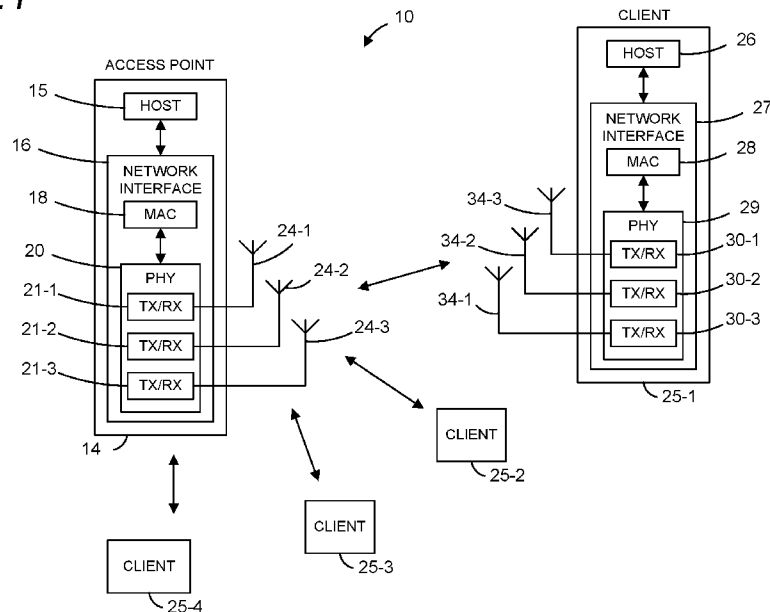 10
ACCESS POINT
15
HOST
16
NETWORK
INTERFACE
18
MAC
20
PHY
21-1
TX/RX
21-2
TX/RX
21-3
TX/RX
14
24-1
24-2
24-3
CLIENT
HOST
26
27
NETWORK
INTERFACE
MAC
28
29
PHY
34-3
TX/RX
30-1
34-2
TX/RX
30-2
34-1
TX/RX
30-3
25-1
CLIENT
25-2
CLIENT
25-3
CLIENT
25-4